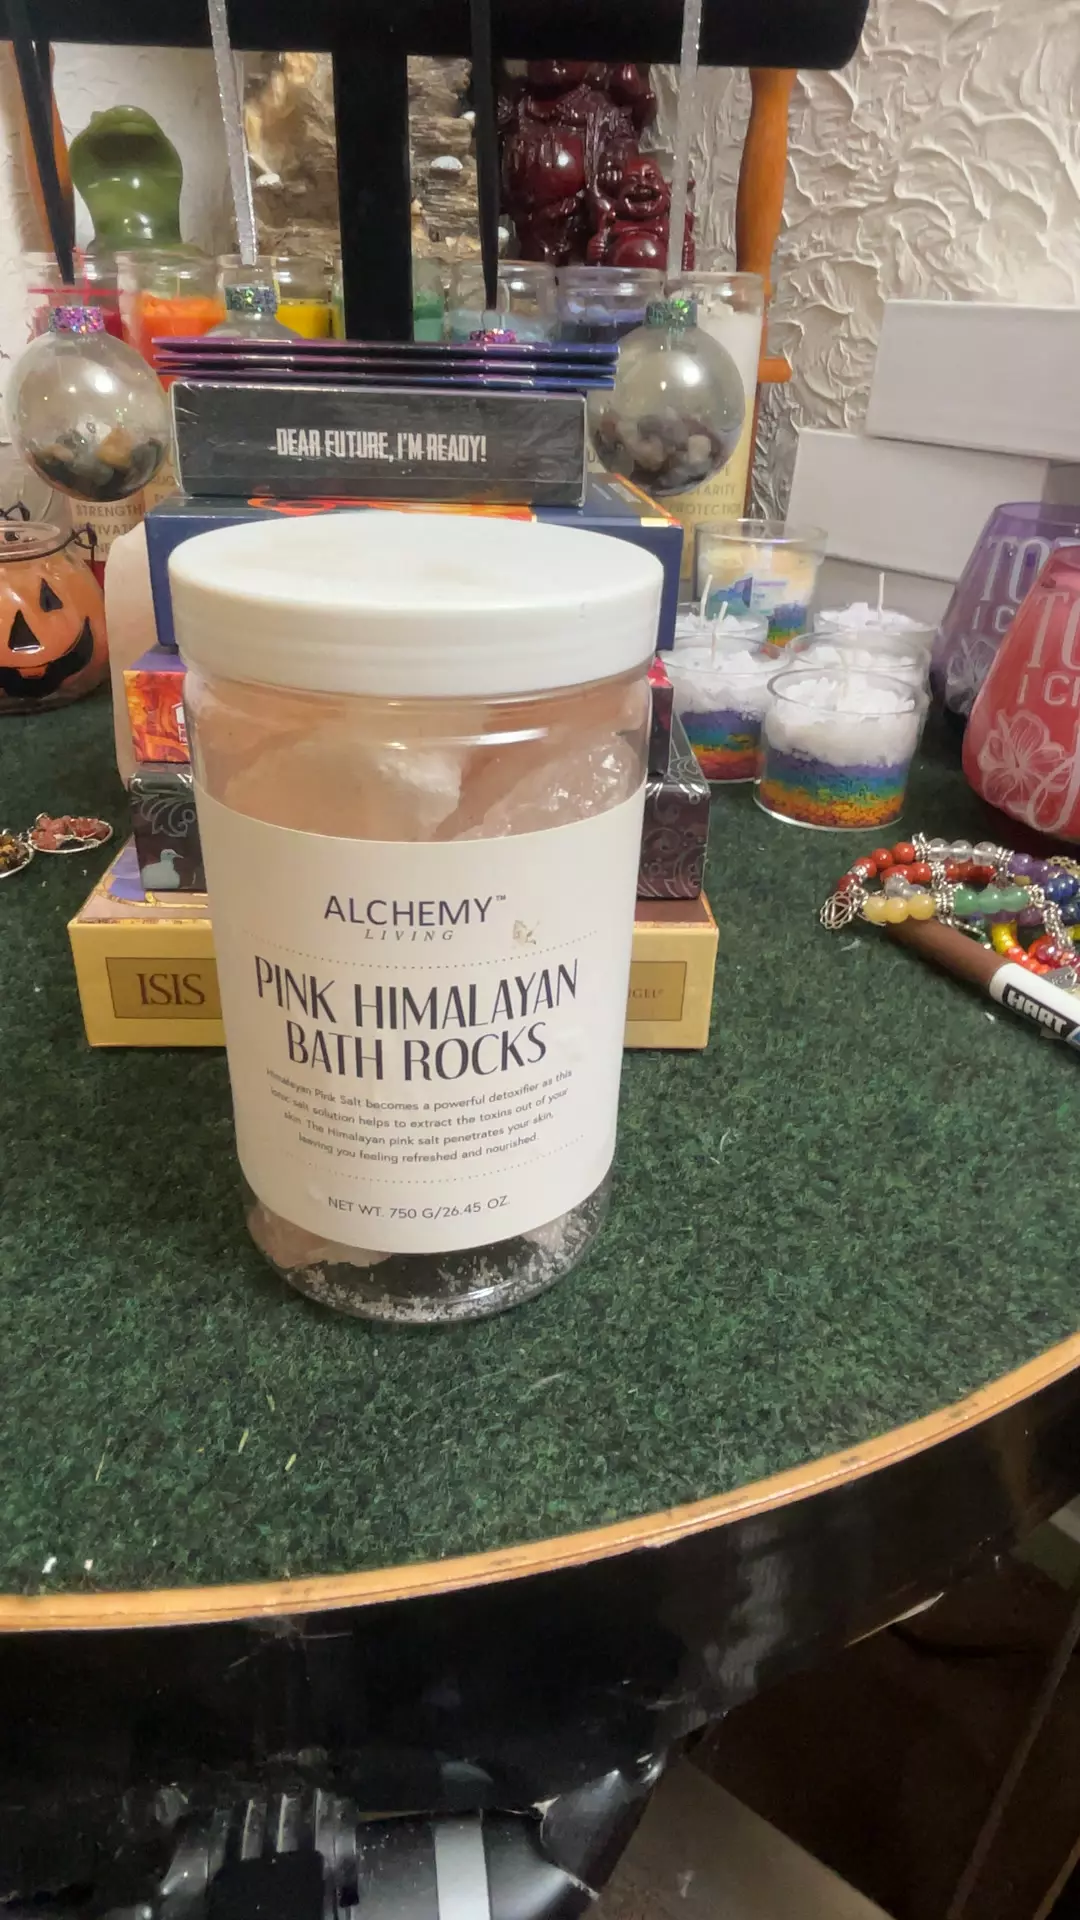 DEAR FUTURE, I'M READY!
STRENGTH
CLARITY
PROTECTION
ISIS
ALCHEMY™
LIVING
PINK HIMALAYAN
BATH ROCKS
Himalayan Pink Salt becomes a powerful detoxifier as this
ionic salt solution helps to extract the toxins out of your
skin. The Himalayan pink salt penetrates your skin,
leaving you feeling refreshed and nourished.
NET WT. 750 G/26.45 OZ.
I C
I C
HART